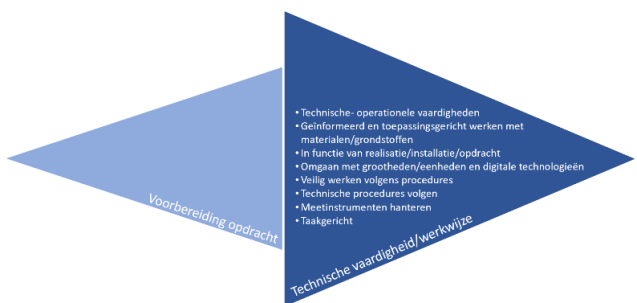 • Technische- operationele vaardigheden
• Geïnformeerd en toepassingsgericht werken met
materialen/grondstoffen
• In functie van realisatie/installatie/opdracht
• Omgaan met grootheden/eenheden en digitale technologieën
• Veilig werken volgens procedures
• Technische procedures volgen
• Meetinstrumenten hanteren
• Taakgericht
Voorbereiding opdracht
Technische vaardigheid/werkwijze